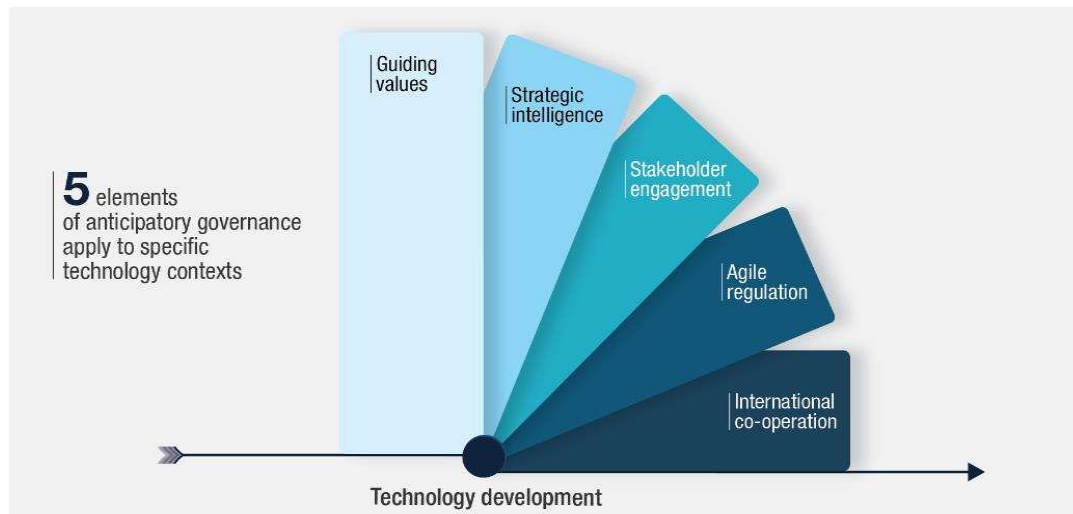 Guiding
values
Strategic
intelligence
Stakeholder
engagement
5 elements
of anticipatory governance
apply to specific
technology contexts
Agile
regulation
International
co-operation
Technology development